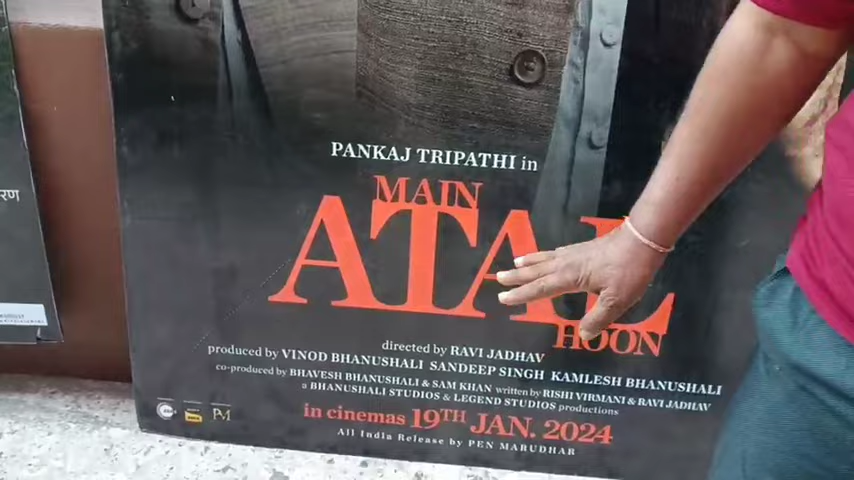 PANKAJ TRIPATHI in
MAIN
ATAL
HOON
directed by RAVI JADHAV
produced by VINOD BHANUSHALI SANDEEP SINGH KAMLESH BHANUSHALI
co-produced by BHAVESH BHANUSHALI & SAM KHAN written by RISHI VIRMANI & RAVI JADHAV
a BHANUSHALI STUDIOS & LEGEND STUDIOS productions
in cinemas 19TH JAN. 2024
All India Release by PEN MARUDHAR
रण